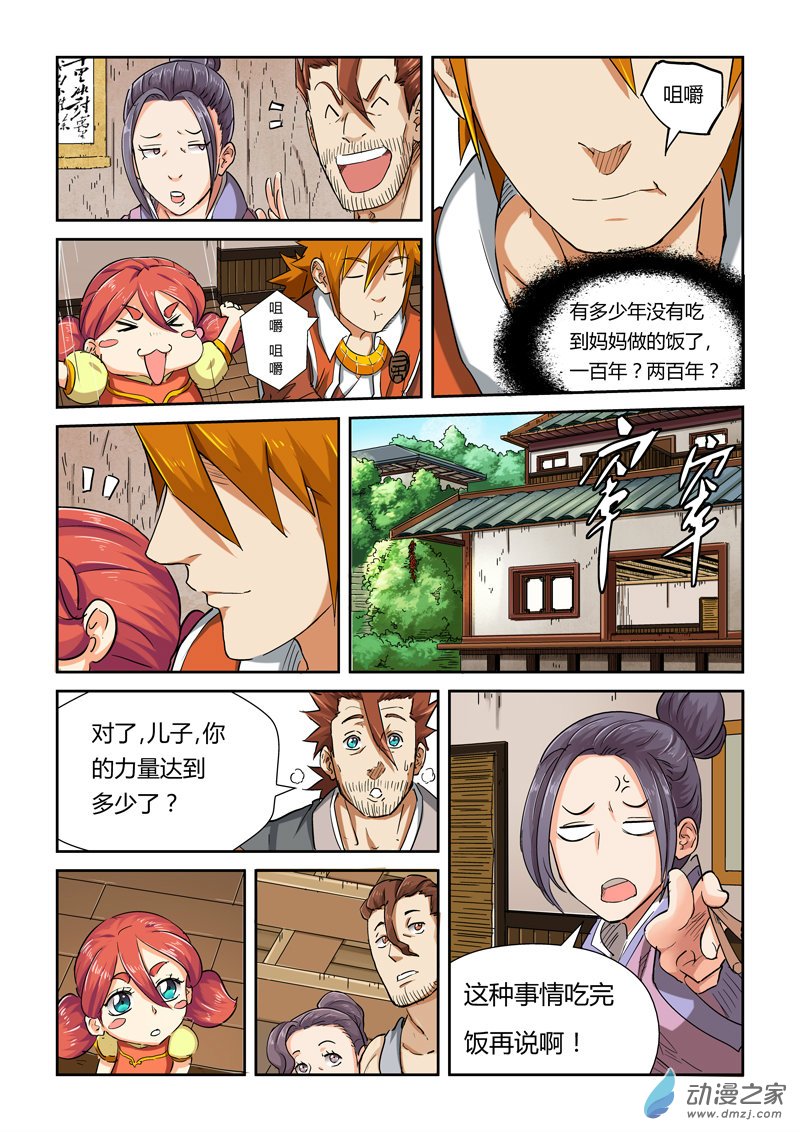 咀嚼
有多少年没有吃
到妈妈做的饭了，
一百年？两百年？
咀
嚼
咀
嚼
对了，儿子，你
的力量达到
多少了？
这种事情吃完
饭再说啊！
动漫之家
www.dmzj.com